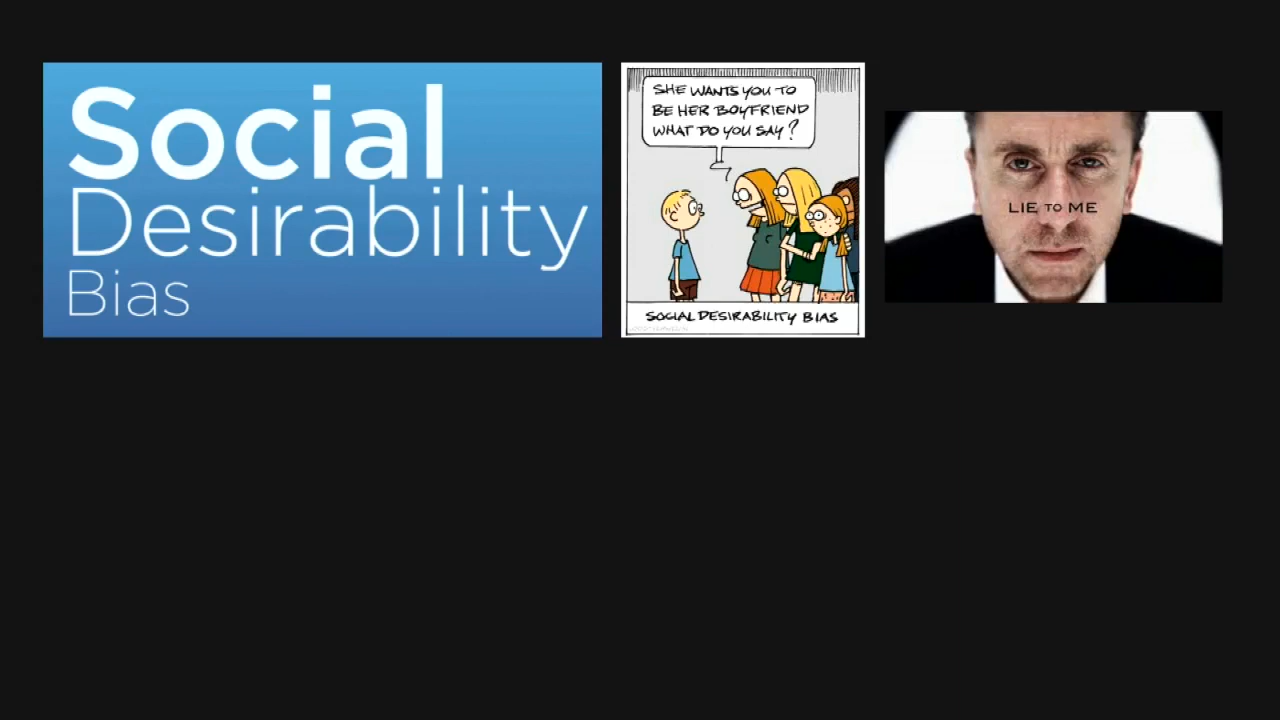 Social
Desirability
Bias
SHE WANTS YOU TO
BE HER BOYFRIEND
WHAT DO YOU SAY?
SOCIAL DESIRABILITY BIAS
LIE TO ME